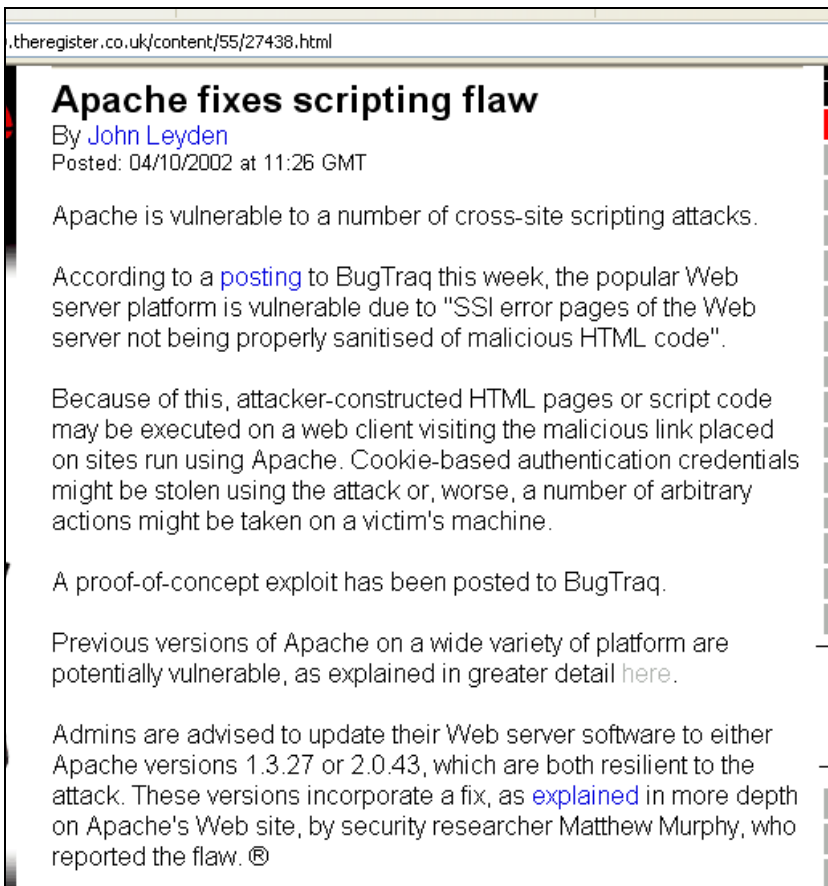 .theregister.co.uk/content/55/27438.html
Apache fixes scripting flaw
By John Leyden
Posted: 04/10/2002 at 11:26 GMT
Apache is vulnerable to a number of cross-site scripting attacks.
According to a posting to BugTraq this week, the popular Web
server platform is vulnerable due to "SSI error pages of the Web
server not being properly sanitised of malicious HTML code".
Because of this, attacker-constructed HTML pages or script code
may be executed on a web client visiting the malicious link placed
on sites run using Apache. Cookie-based authentication credentials
might be stolen using the attack or, worse, a number of arbitrary
actions might be taken on a victim's machine.
A proof-of-concept exploit has been posted to BugTraq.
Previous versions of Apache on a wide variety of platform are
potentially vulnerable, as explained in greater detail here.
Admins are advised to update their Web server software to either
Apache versions 1.3.27 or 2.0.43, which are both resilient to the
attack. These versions incorporate a fix, as explained in more depth
on Apache's Web site, by security researcher Matthew Murphy, who
reported the flaw. ®